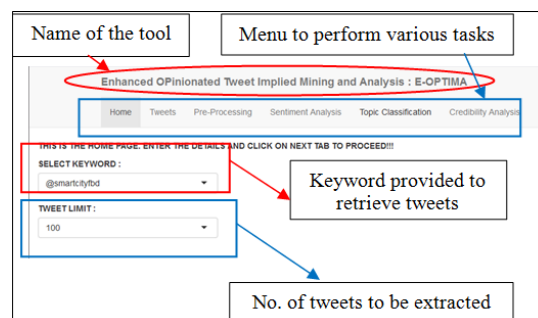 Name of the tool
Menu to perform various tasks
Enhanced OPinionated Tweet Implied Mining and Analysis : E-OPTIMA
Home Tweets Pre-Processing Sentiment Analysis Topic Classification Credibility Analysis
THIS IS THE HOME PAGE: ENTER THE DETAILS AND CLICK ON NEXT TAB TO PROCEED!!!
SELECT KEYWORD :
@smartcityfbd
Keyword provided to
retrieve tweets
TWEET LIMIT :
100
No. of tweets to be extracted